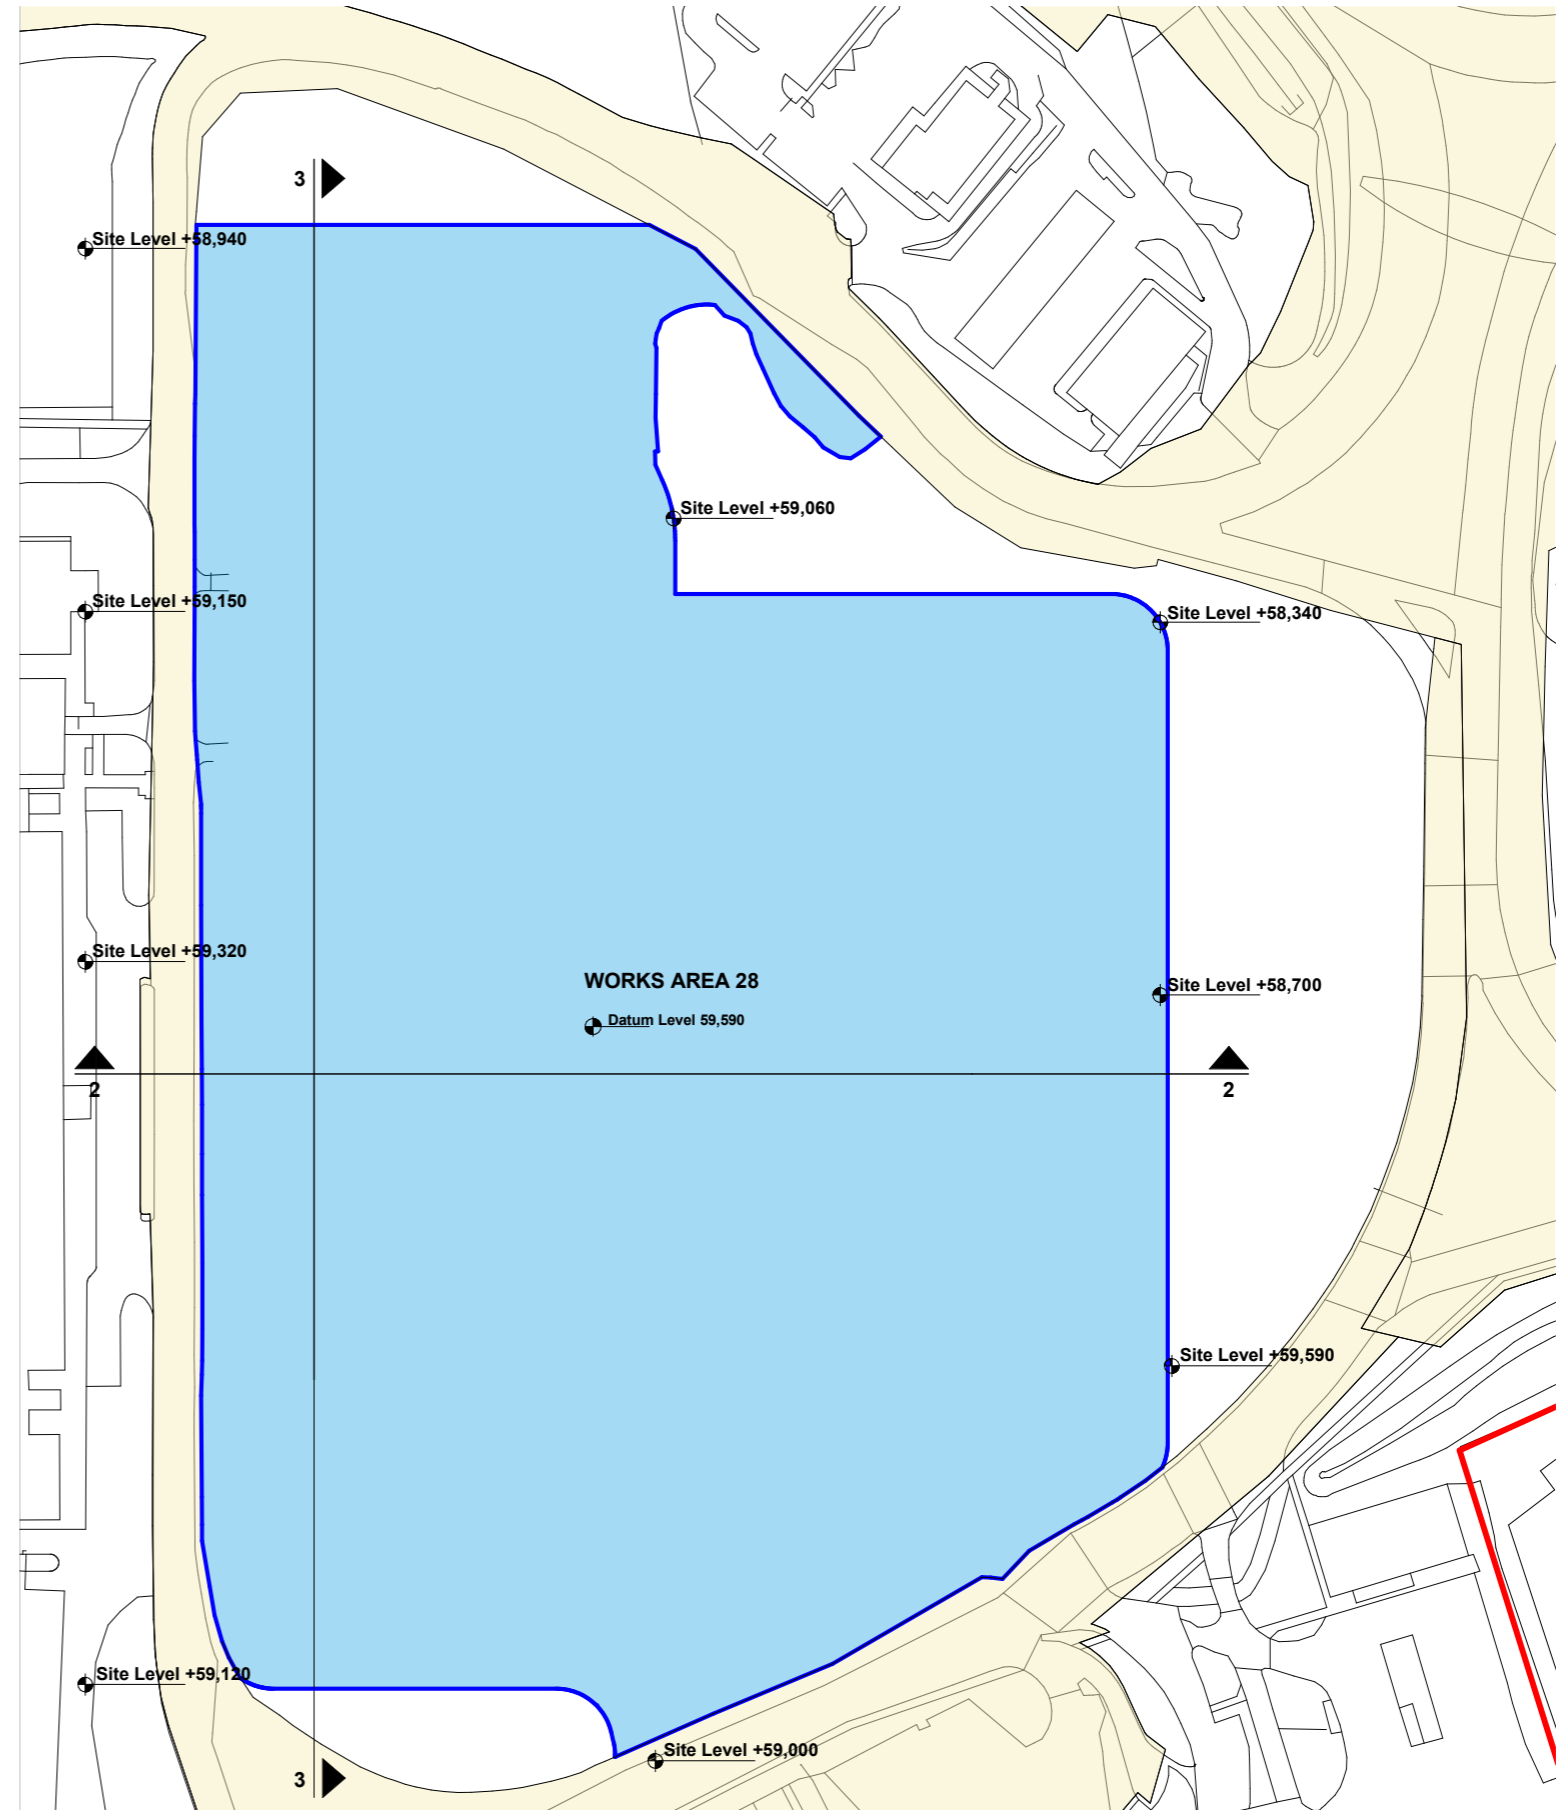 3
Site Level +58,940
Site Level +59,060
Site Level +59,150
Site Level +58,340
Site Level +59,320
WORKS AREA 28
Site Level +58,700
Datum Level 59,590
2
2
Site Level +59,590
Site Level +59,120
Site Level +59,000
3